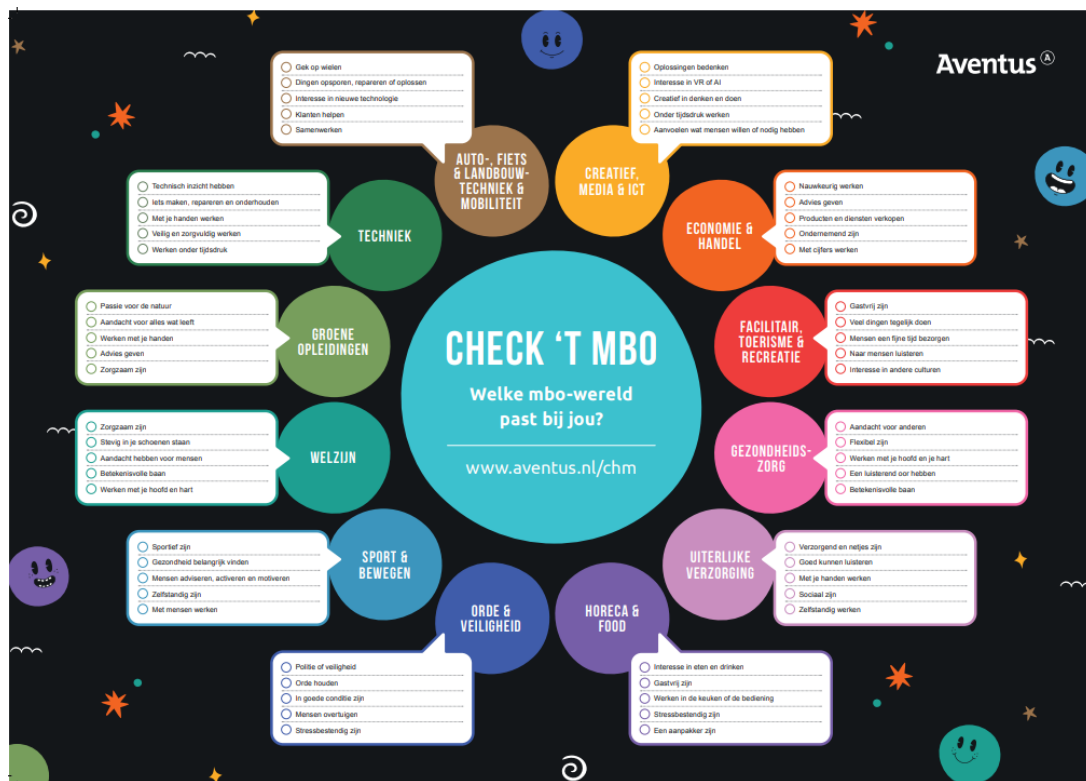 Aventus A
CHECK 'T MBO
Welke mbo-wereld
past bij jou?
www.aventus.nl/chm
AUTO-, FIETS
& LANDBOUW-
TECHNIEK &
MOBILITEIT
Gek op wielen
Dingen opsporen, repareren of oplossen
Interesse in nieuwe technologie
Klanten helpen
Samenwerken
CREATIEF,
MEDIA & ICT
Oplossingen bedenken
Interesse in VR of AI
Creatief in denken en doen
Onder tijdsdruk werken
Aanvoelen wat mensen willen of nodig hebben
ECONOMIE &
HANDEL
Nauwkeurig werken
Advies geven
Producten en diensten verkopen
Ondernemend zijn
Met cijfers werken
FACILITAIR,
TOERISME &
RECREATIE
Gastvrij zijn
Veel dingen tegelijk doen
Mensen een fijne tijd bezorgen
Naar mensen luisteren
Interesse in andere culturen
GEZONDHEIDS-
ZORG
Aandacht voor anderen
Flexibel zijn
Werken met je hoofd en je hart
Een luisterend oor hebben
Betekenisvolle baan
UITERLIJKE
VERZORGING
Verzorgend en netjes zijn
Goed kunnen luisteren
Met je handen werken
Sociaal zijn
Zelfstandig werken
HORECA &
FOOD
Interesse in eten en drinken
Gastvrij zijn
Werken in de keuken of de bediening
Stressbestendig zijn
Een aanpakker zijn
ORDE &
VEILIGHEID
Politie of veiligheid
Orde houden
In goede conditie zijn
Mensen overtuigen
Stressbestendig zijn
SPORT &
BEWEGEN
Sportief zijn
Gezondheid belangrijk vinden
Mensen adviseren, activeren en motiveren
Zelfstandig zijn
Met mensen werken
WELZIJN
Zorgzaam zijn
Stevig in je schoenen staan
Aandacht hebben voor mensen
Betekenisvolle baan
Werken met je hoofd en hart
GROENE
OPLEIDINGEN
Passie voor de natuur
Aandacht voor alles wat leeft
Werken met je handen
Advies geven
Zorgzaam zijn
TECHNIEK
Technisch inzicht hebben
Iets maken, repareren en onderhouden
Met je handen werken
Veilig en zorgvuldig werken
Werken onder tijdsdruk